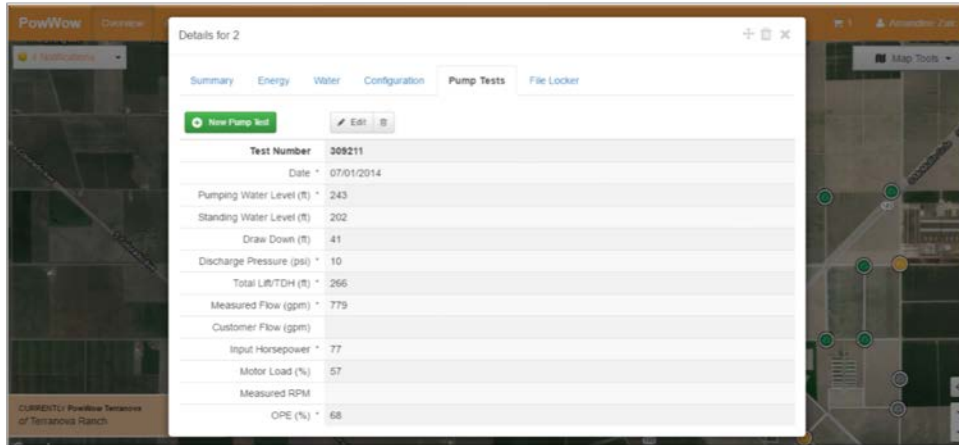 PowWow Overview 1
Details for 2
4 Notifications
Map Tools
Summary Energy Water Configuration Pump Tests File Locker
New Pump Test Edit
Test Number 309211
Date * 07/01/2014
Pumping Water Level (ft) * 243
Standing Water Level (ft) 202
Draw Down (ft) 41
Discharge Pressure (psi) * 10
Total Lift/TDH (ft) * 266
Measured Flow (gpm) * 779
Customer Flow (gpm)
Input Horsepower * 77
Motor Load (%) 57
Measured RPM
OPE (%) * 68
CURRENTLY PowWow Terranova
of Terranova Ranch